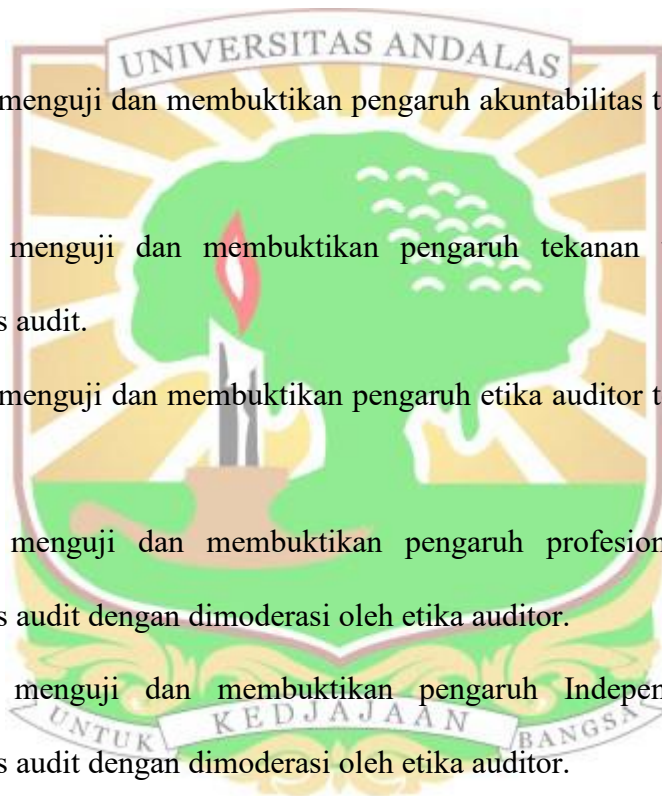 UNIVERSITAS ANDALAS
menguji dan membuktikan pengaruh akuntabilitas t
menguji dan membuktikan pengaruh tekanan
s audit.
menguji dan membuktikan pengaruh etika auditor t
menguji dan membuktikan pengaruh profesion
s audit dengan dimoderasi oleh etika auditor.
menguji dan membuktikan pengaruh Indepen
UNTUK KEDJAJAAN BANGSA
s audit dengan dimoderasi oleh etika auditor.